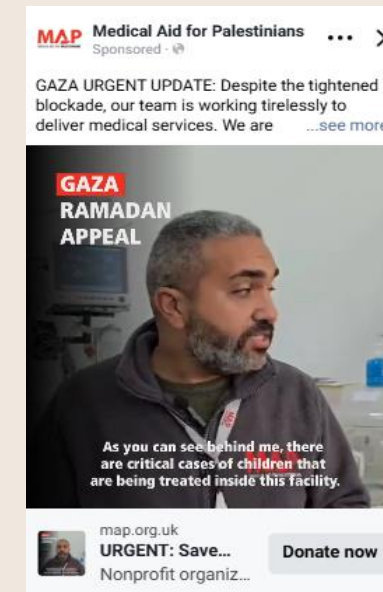 MAP
Medical Aid for Palestinians
Sponsored ·
GAZA URGENT UPDATE: Despite the tightened
blockade, our team is working tirelessly to
deliver medical services. We are ...see more
GAZA
RAMADAN
APPEAL
MAP
As you can see behind me, there
are critical cases of children that
are being treated inside this facility.
map.org.uk
URGENT: Save...
Donate now
Nonprofit organiz...